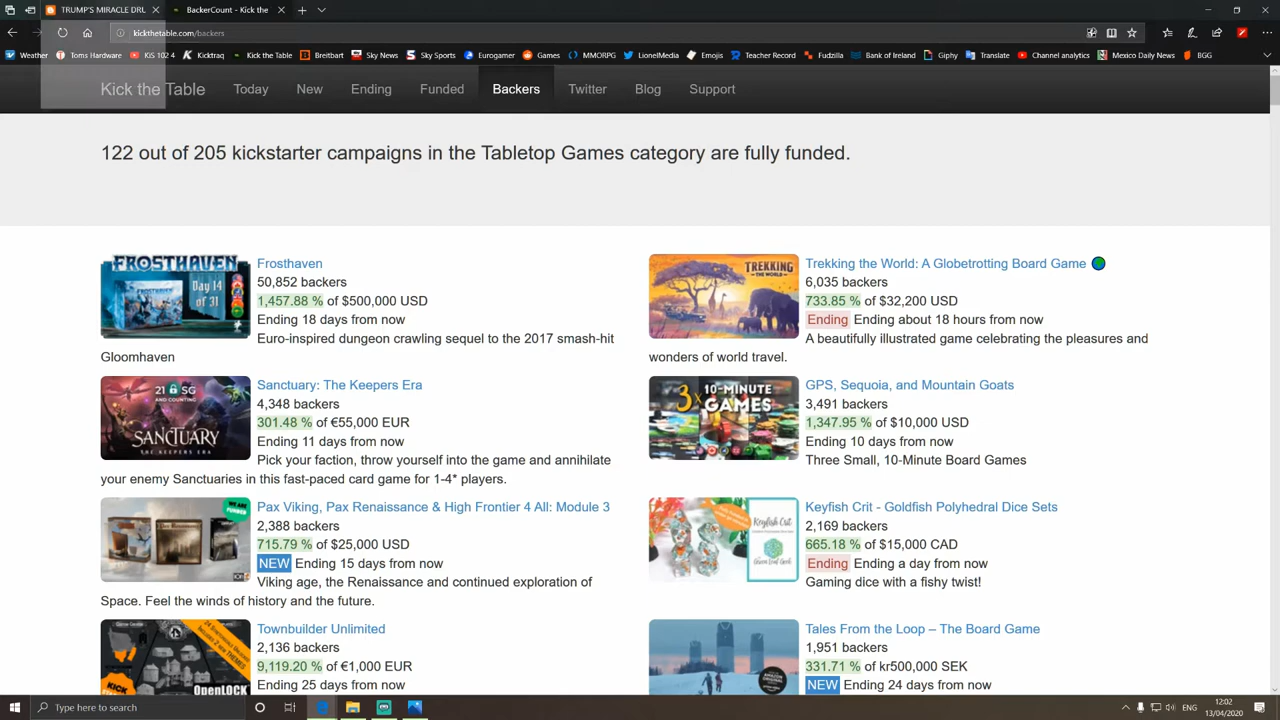 TRUMP'S MIRACLE DRU
BackerCount - Kick the
kickthetable.com/backers
Weather
Toms Hardware
KiS 102 4
Kicktraq
Kick the Table
Breitbart
Sky News
Sky Sports
Eurogamer
Games
MMORPG
LionelMedia
Emojis
Teacher Record
Fudzilla
Bank of Ireland
Giphy
Translate
Channel analytics
Mexico Daily News
BGG
Kick the Table
Today
New
Ending
Funded
Backers
Twitter
Blog
Support
122 out of 205 kickstarter campaigns in the Tabletop Games category are fully funded.
FROSTHAVEN
Day 14
of 31
Frosthaven
50,852 backers
1,457.88 % of $500,000 USD
Ending 18 days from now
Euro-inspired dungeon crawling sequel to the 2017 smash-hit
Gloomhaven
TREKKING
THE WORLD
Trekking the World: A Globetrotting Board Game
6,035 backers
733.85 % of $32,200 USD
Ending Ending about 18 hours from now
A beautifully illustrated game celebrating the pleasures and
wonders of world travel.
21 SG
AND COUNTING
SANCTUARY
THE KEEPERS ERA
Sanctuary: The Keepers Era
4,348 backers
301.48 % of €55,000 EUR
Ending 11 days from now
Pick your faction, throw yourself into the game and annihilate
your enemy Sanctuaries in this fast-paced card game for 1-4* players.
3x 10-MINUTE
GAMES
GPS, Sequoia, and Mountain Goats
3,491 backers
1,347.95 % of $10,000 USD
Ending 10 days from now
Three Small, 10-Minute Board Games
WE ARE
FUNDED
Pax Viking, Pax Renaissance & High Frontier 4 All: Module 3
2,388 backers
715.79 % of $25,000 USD
NEW Ending 15 days from now
Viking age, the Renaissance and continued exploration of
Space. Feel the winds of history and the future.
Keyfish Crit
Keyfish Crit - Goldfish Polyhedral Dice Sets
2,169 backers
665.18 % of $15,000 CAD
Ending Ending a day from now
Gaming dice with a fishy twist!
THEMES
KICK
OpenLOCK
Townbuilder Unlimited
2,136 backers
9,119.20 % of €1,000 EUR
Ending 25 days from now
Tales From the Loop – The Board Game
1,951 backers
331.71 % of kr500,000 SEK
NEW Ending 24 days from now
Type here to search
12:02
13/04/2020